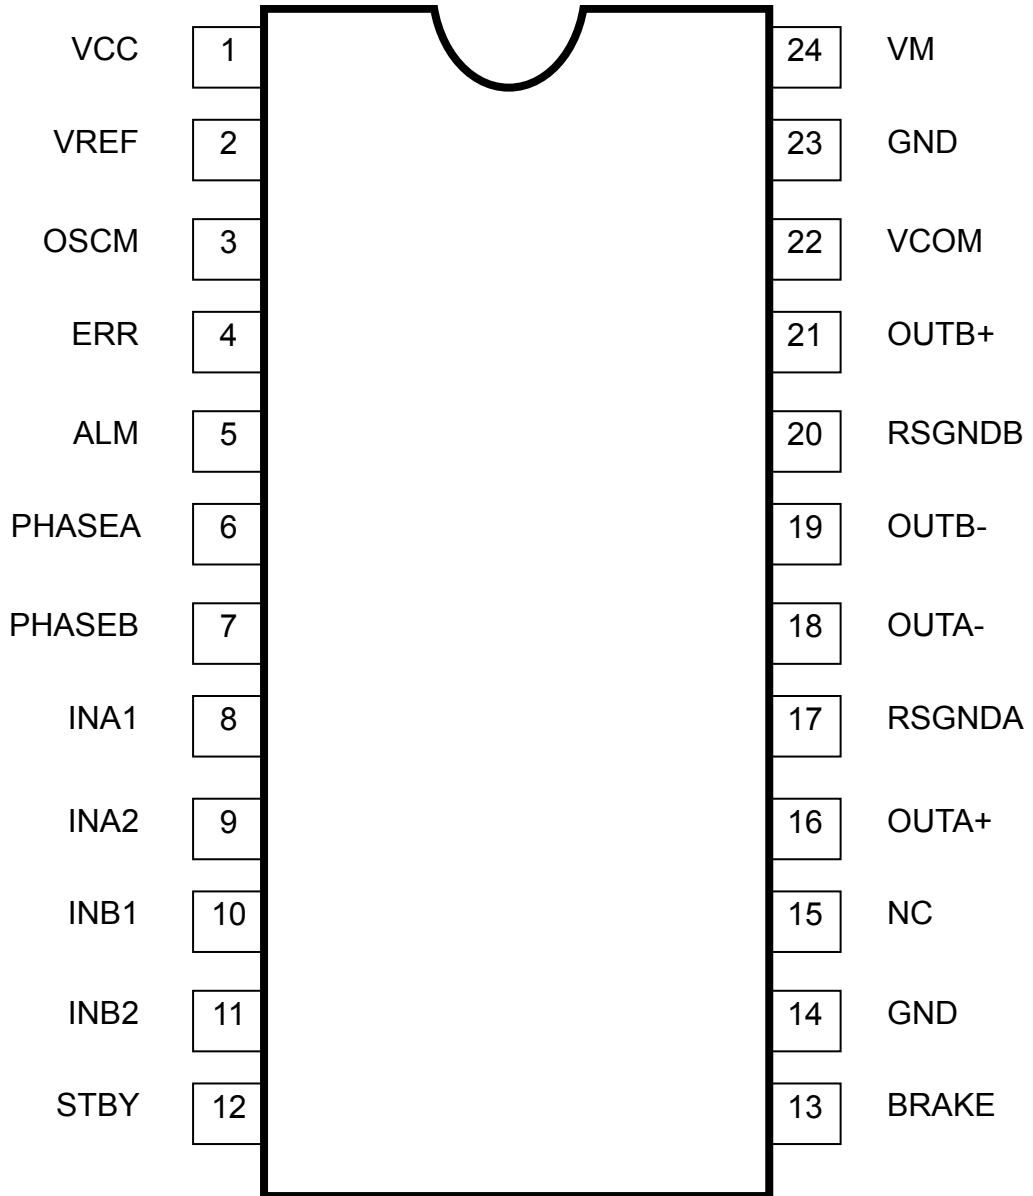 VCC 1 24 VM
VREF 2 23 GND
OSCM 3 22 VCOM
ERR 4 21 OUTB+
ALM 5 20 RSGNDB
PHASEA 6 19 OUTB-
PHASEB 7 18 OUTA-
INA1 8 17 RSGNDA
INA2 9 16 OUTA+
INB1 10 15 NC
INB2 11 14 GND
STBY 12 13 BRAKE